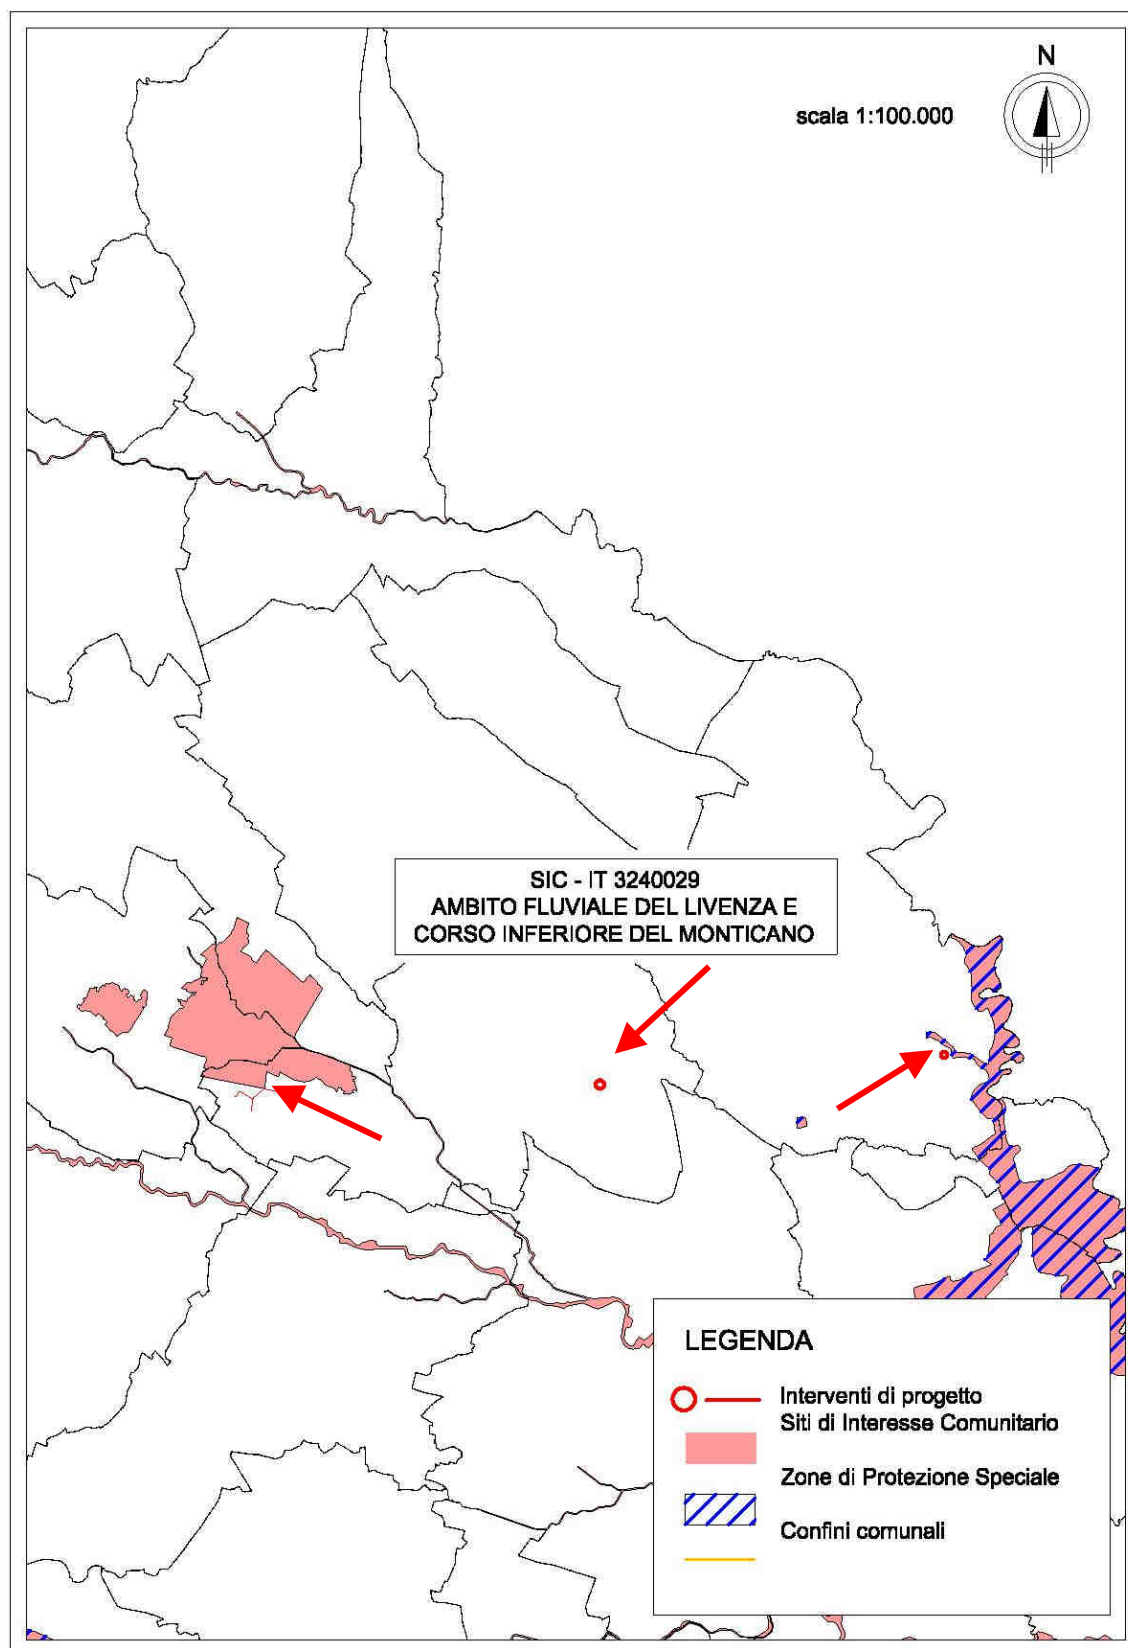 N
scala 1:100.000
SIC - IT 3240029
AMBITO FLUVIALE DEL LIVENZA E
CORSO INFERIORE DEL MONTICANO
LEGENDA
Interventi di progetto
Siti di Interesse Comunitario
Zone di Protezione Speciale
Confini comunali